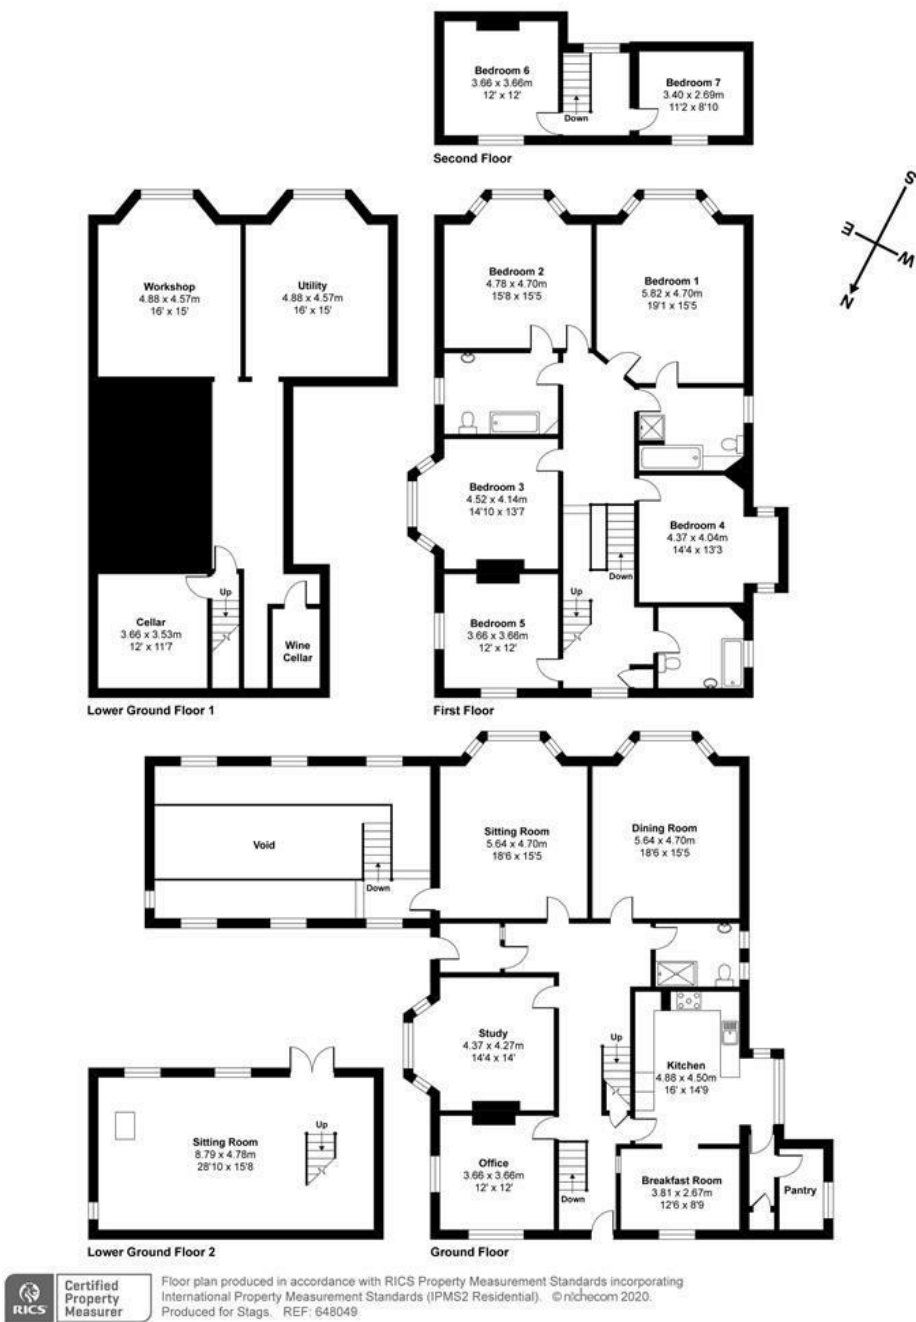 Bedroom 6
3.66 x 3.66m
12' x 12'
Down
Bedroom 7
3.40 x 2.69m
11'2 x 8'10
Second Floor
S
E
W
N
Workshop
4.88 x 4.57m
16' x 15'
Utility
4.88 x 4.57m
16' x 15'
Up
Cellar
3.66 x 3.53m
12' x 11'7
Wine
Cellar
Lower Ground Floor 1
Bedroom 2
4.78 x 4.70m
15'8 x 15'5
Bedroom 1
5.82 x 4.70m
19'1 x 15'5
Bedroom 3
4.52 x 4.14m
14'10 x 13'7
Bedroom 4
4.37 x 4.04m
14'4 x 13'3
Down
Up
Bedroom 5
3.66 x 3.66m
12' x 12'
First Floor
Void
Down
Sitting Room
5.64 x 4.70m
18'6 x 15'5
Dining Room
5.64 x 4.70m
18'6 x 15'5
Study
4.37 x 4.27m
14'4 x 14'
Up
Kitchen
4.88 x 4.50m
16' x 14'9
Office
3.66 x 3.66m
12' x 12'
Down
Breakfast Room
3.81 x 2.67m
12'6 x 8'9
Pantry
Ground Floor
Sitting Room
8.79 x 4.78m
28'10 x 15'8
Up
Lower Ground Floor 2
RICS
Certified
Property
Measurer
Floor plan produced in accordance with RICS Property Measurement Standards incorporating
International Property Measurement Standards (IPMS2 Residential). © nichecom 2020.
Produced for Stags. REF: 648049